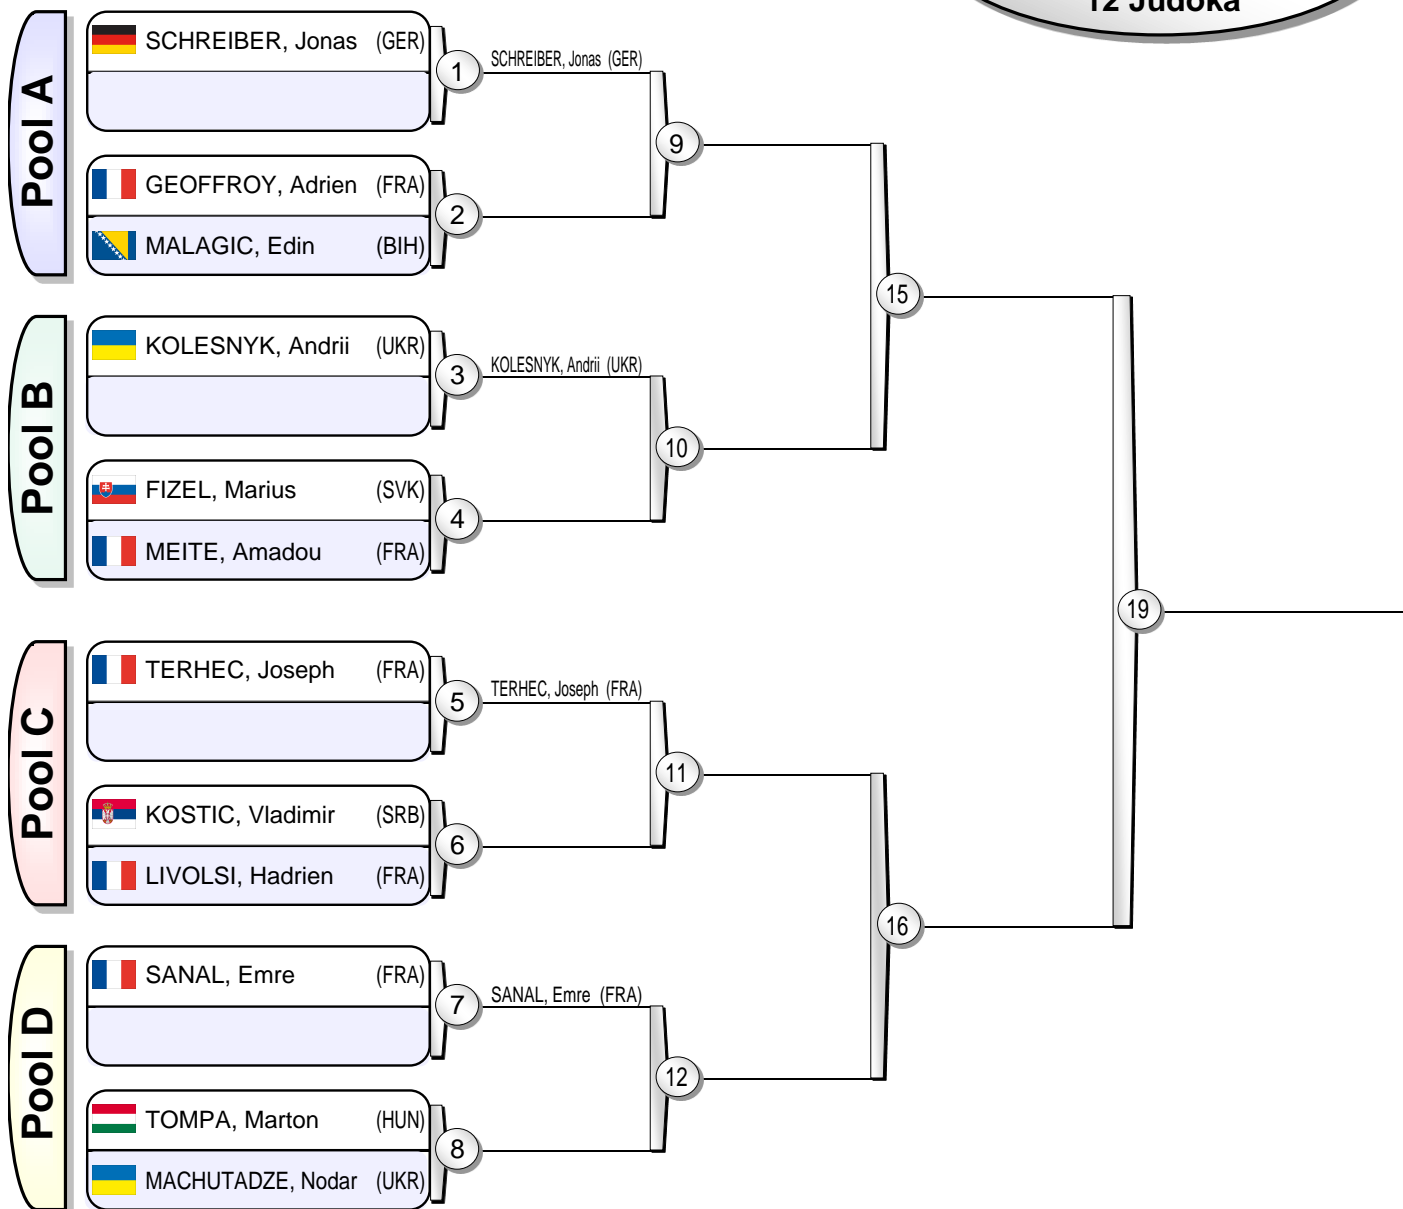 12 Judoka
Pool A
SCHREIBER, Jonas (GER)
1
SCHREIBER, Jonas (GER)
9
GEOFFROY, Adrien (FRA)
2
MALAGIC, Edin (BIH)
15
Pool B
KOLESNYK, Andrii (UKR)
3
KOLESNYK, Andrii (UKR)
10
FIZEL, Marius (SVK)
4
MEITE, Amadou (FRA)
19
Pool C
TERHEC, Joseph (FRA)
5
TERHEC, Joseph (FRA)
11
KOSTIC, Vladimir (SRB)
6
LIVOLSI, Hadrien (FRA)
16
Pool D
SANAL, Emre (FRA)
7
SANAL, Emre (FRA)
12
TOMPA, Marton (HUN)
8
MACHUTADZE, Nodar (UKR)